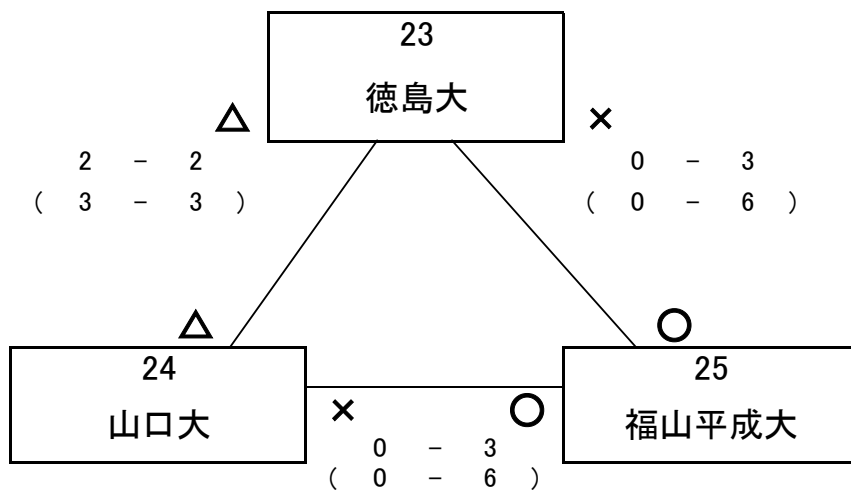 23
徳島大
△ ×
2 - 2
( 3 - 3 )
0 - 3
( 0 - 6 )
△ ○
24
山口大
25
福山平成大
× ○
0 - 3
( 0 - 6 )